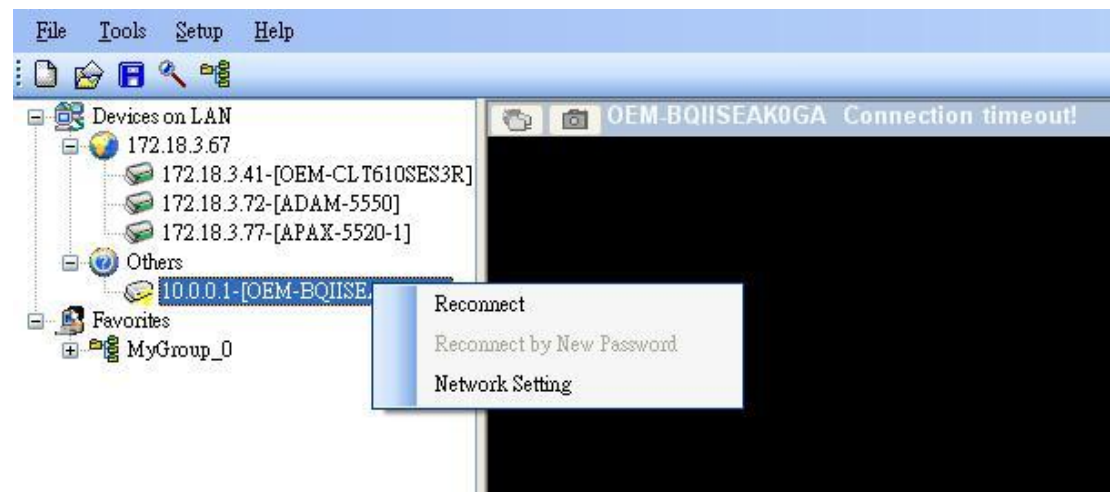 File Tools Setup Help
Devices on LAN
172.18.3.67
172.18.3.41-[OEM-CLT610SES3R]
172.18.3.72-[ADAM-5550]
172.18.3.77-[APAX-5520-1]
Others
10.0.0.1-[OEM-BQIISE
Favorites
MyGroup_0
OEM-BQIISEAK0GA Connection timeout!
Reconnect
Reconnect by New Password
Network Setting